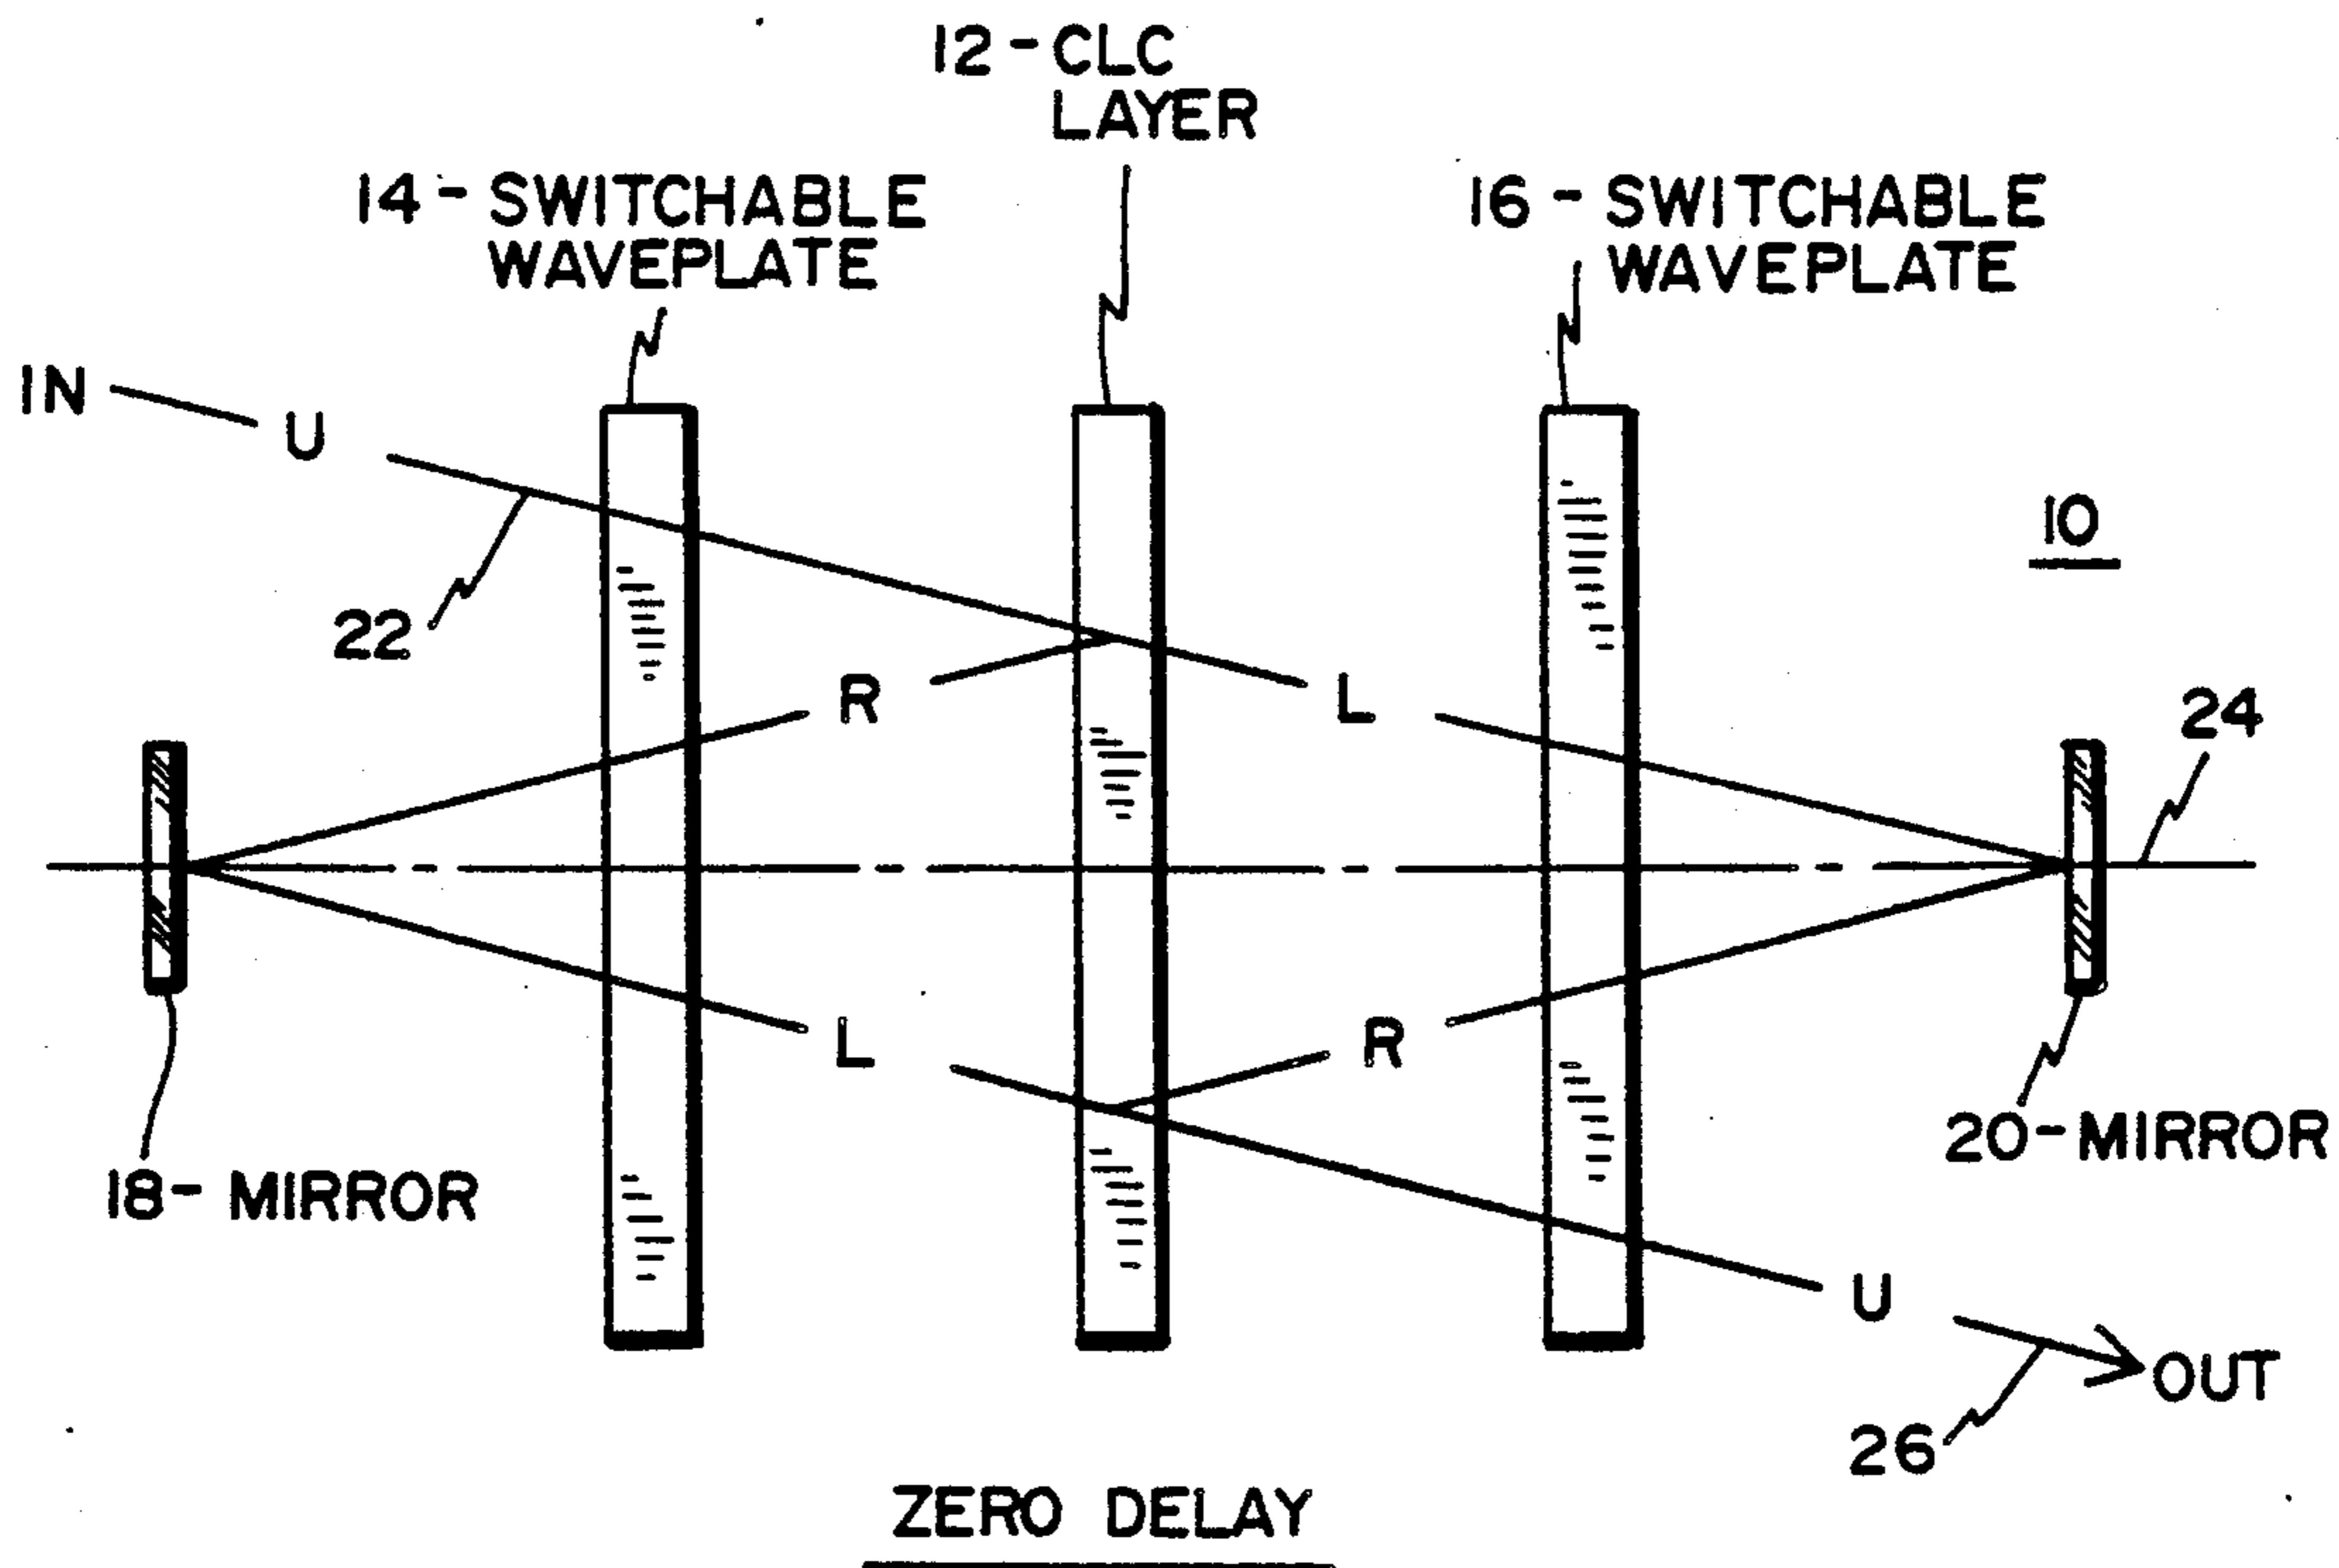 12-CLC
LAYER
14-SWITCHABLE
WAVEPLATE
16-SWITCHABLE
WAVEPLATE
IN
U
10
22
R
L
24
L
R
18-MIRROR
20-MIRROR
U
OUT
26
ZERO DELAY